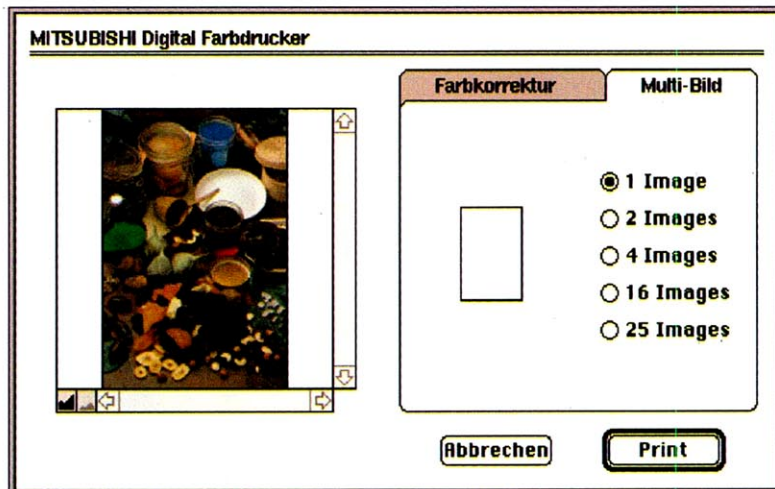 MITSUBISHI Digital Farbdrucker
Farbkorrektur
Multi-Bild
1 Image
2 Images
4 Images
16 Images
25 Images
Abbrechen
Print